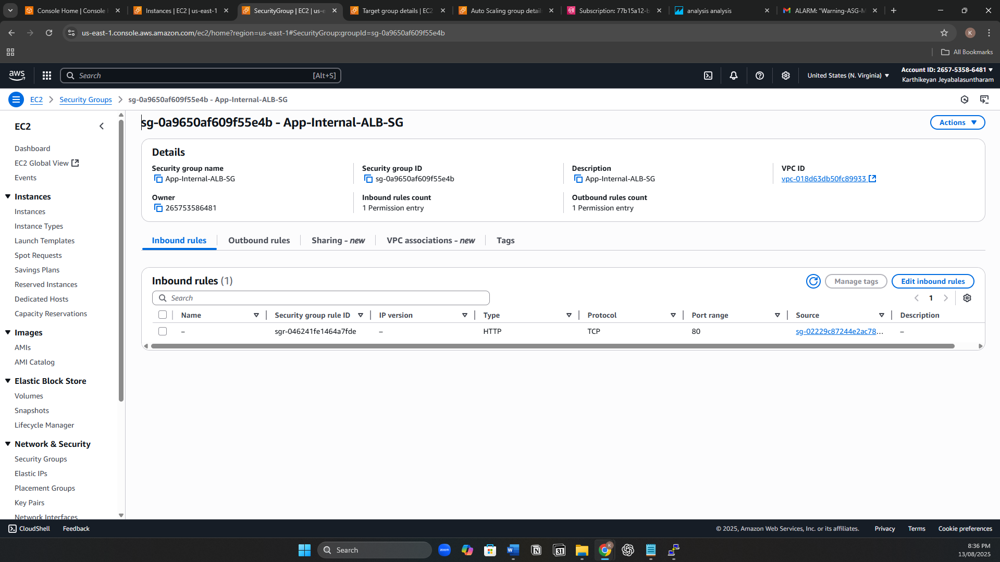 Console Home | Console
Instances | EC2 | us-east-1
SecurityGroup | EC2 | us-e
Target group details | EC2
Auto Scaling group detail
Subscription: 77b15a12-b
analysis analysis
ALARM: "Warning-ASG-M
us-east-1.console.aws.amazon.com/ec2/home?region=us-east-1#SecurityGroup:groupId=sg-0a9650af609f55e4b
K
All Bookmarks
aws
Search [Alt+S]
United States (N. Virginia)
Account ID: 2657-5358-6481
Karthikeyan Jeyabalasuntharam
EC2 Security Groups sg-0a9650af609f55e4b - App-Internal-ALB-SG
EC2
Dashboard
EC2 Global View
Events
Instances
Instances
Instance Types
Launch Templates
Spot Requests
Savings Plans
Reserved Instances
Dedicated Hosts
Capacity Reservations
Images
AMIs
AMI Catalog
Elastic Block Store
Volumes
Snapshots
Lifecycle Manager
Network & Security
Security Groups
Elastic IPs
Placement Groups
Key Pairs
Network Interfaces
sg-0a9650af609f55e4b - App-Internal-ALB-SG
Actions
Details
Security group name
App-Internal-ALB-SG
Security group ID
sg-0a9650af609f55e4b
Description
App-Internal-ALB-SG
VPC ID
vpc-018d63db50fc89933
Owner
265753586481
Inbound rules count
1 Permission entry
Outbound rules count
1 Permission entry
Inbound rules
Outbound rules
Sharing - new
VPC associations - new
Tags
Inbound rules (1)
Manage tags
Edit inbound rules
Search
1
Name Security group rule ID IP version Type Protocol Port range Source Description
– sgr-046241fe1464a7fde – HTTP TCP 80 sg-02229c87244e2ac78... –
CloudShell
Feedback
© 2025, Amazon Web Services, Inc. or its affiliates.
Privacy
Terms
Cookie preferences
Search
zoom
W
N
31
K
8:36 PM
13/08/2025